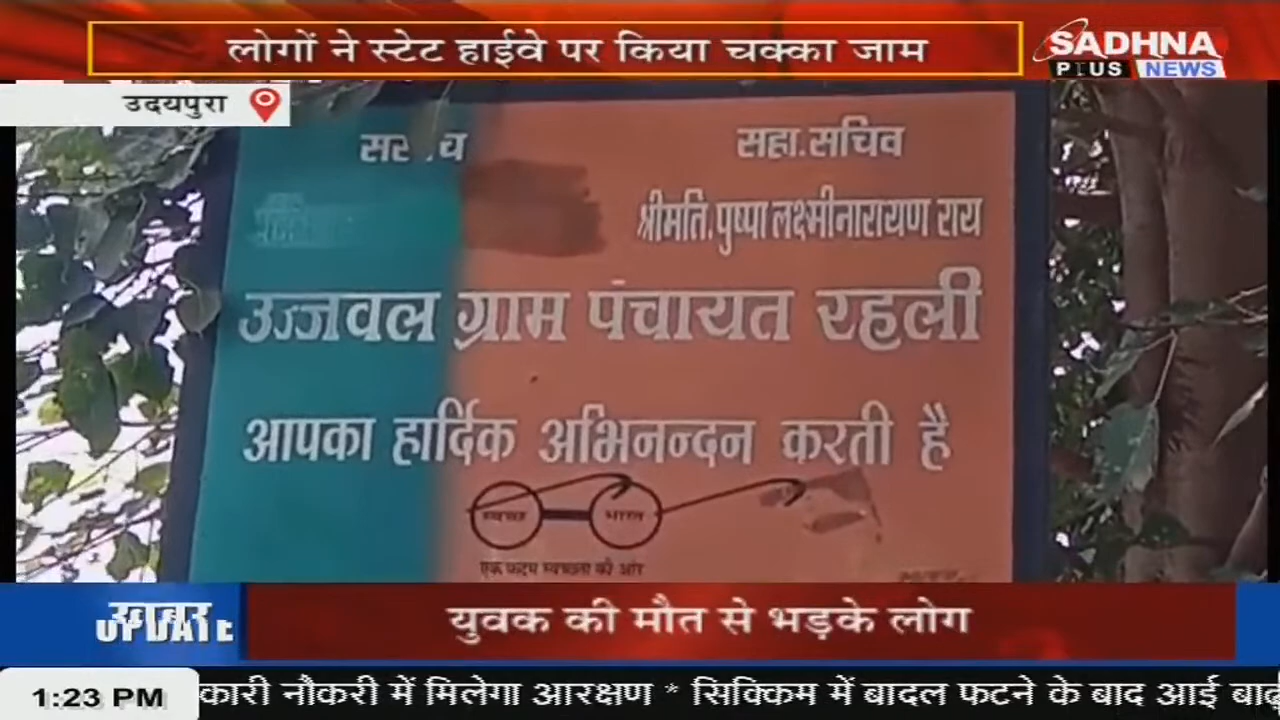 लोगों ने स्टेट हाईवे पर किया चक्का जाम
SADHNA
PLUS NEWS
उदयपुरा
सहा.सचिव
श्रीमति.पुष्पा लक्ष्मीनारायण राय
उज्जवल ग्राम पंचायत रहली
आपका हार्दिक अभिनन्दन करती है
स्वच्छ भारत
एक कदम स्वच्छता की ओर
खबर
UPDATE
युवक की मौत से भड़के लोग
1:23 PM
कारी नौकरी में मिलेगा आरक्षण * सिक्किम में बादल फटने के बाद आई बाढ़